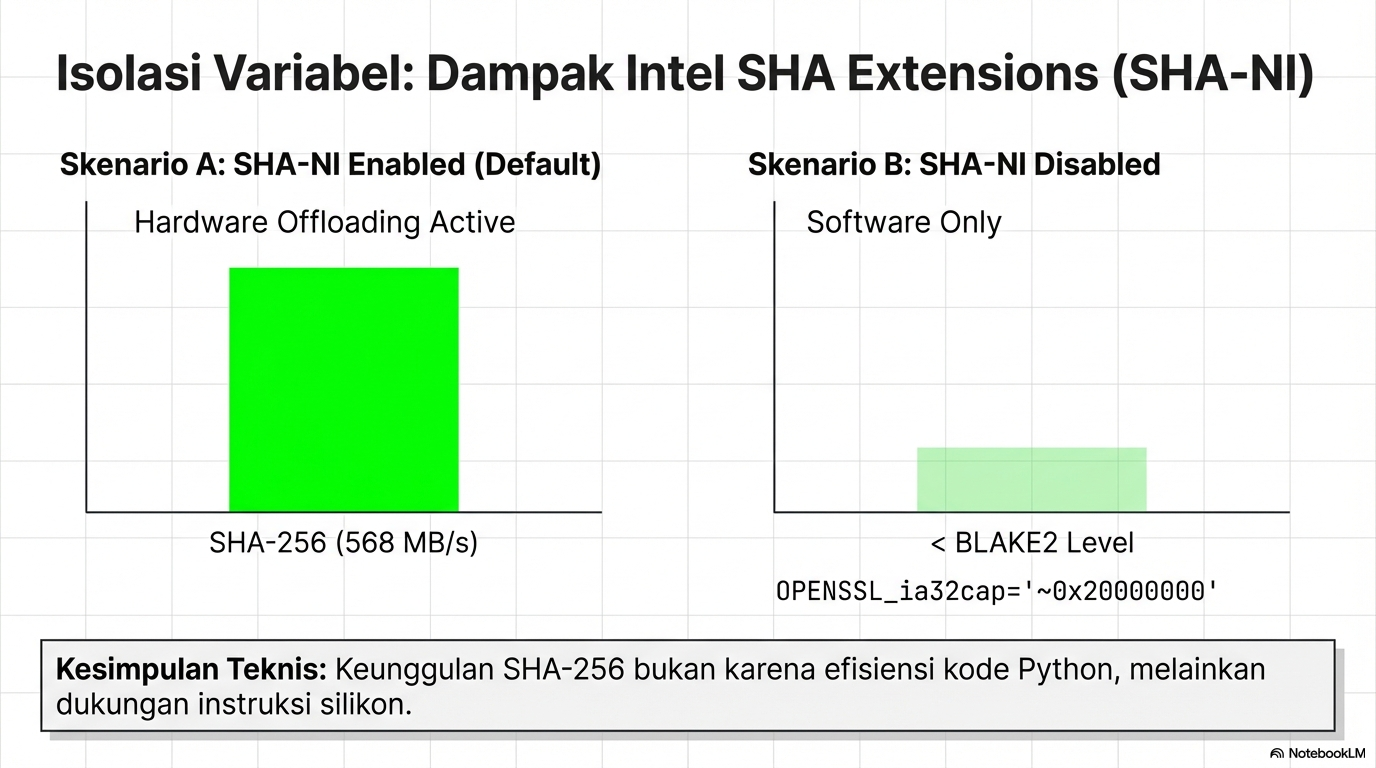 Isolasi Variabel: Dampak Intel SHA Extensions (SHA-NI)
Skenario A: SHA-NI Enabled (Default)
Hardware Offloading Active
SHA-256 (568 MB/s)
Skenario B: SHA-NI Disabled
Software Only
< BLAKE2 Level
OPENSSL_ia32cap='~0x20000000'
Kesimpulan Teknis: Keunggulan SHA-256 bukan karena efisiensi kode Python, melainkan
dukungan instruksi silikon.
NotebookLM